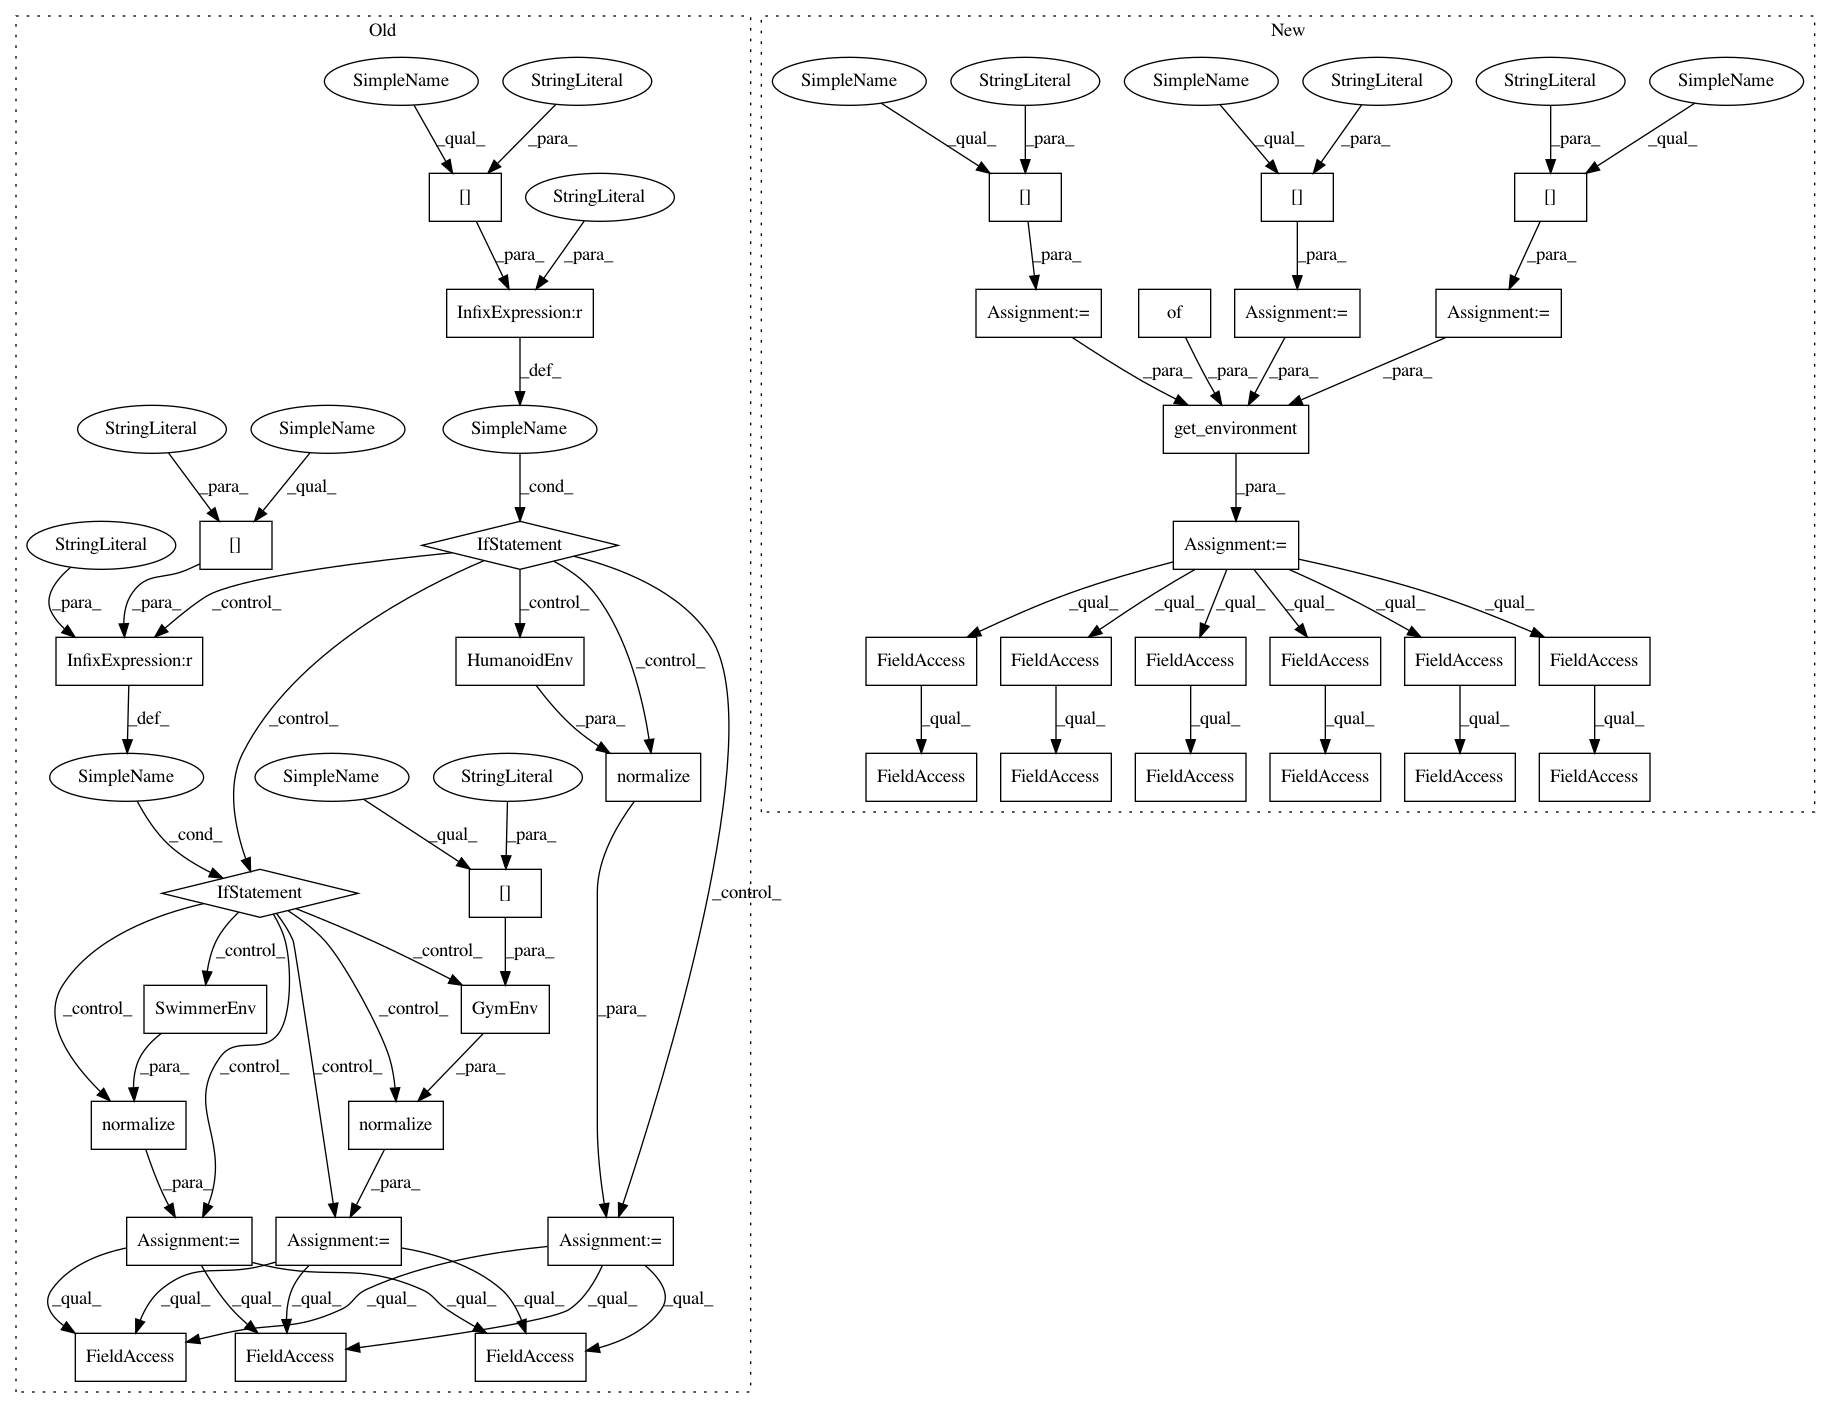 Old
New
SimpleName
StringLiteral
SimpleName
StringLiteral
SimpleName
StringLiteral
StringLiteral
SimpleName
_qual_
_para_
_qual_
_para_
_qual_
_para_
_para_
_qual_
[]
StringLiteral
[]
[]
[]
_para_
_para_
_para_
_para_
_para_
InfixExpression:r
Assignment:=
of
Assignment:=
Assignment:=
_def_
_para_
_para_
_para_
_para_
StringLiteral
SimpleName
SimpleName
get_environment
_para_
_qual_
_cond_
_para_
StringLiteral
[]
IfStatement
Assignment:=
_para_
_para_
_control_
_control_
_qual_
_qual_
_qual_
_qual_
_qual_
_qual_
InfixExpression:r
HumanoidEnv
_control_
FieldAccess
FieldAccess
FieldAccess
FieldAccess
FieldAccess
FieldAccess
_def_
_control_
_para_
_qual_
_qual_
_qual_
_qual_
_qual_
_qual_
SimpleName
SimpleName
StringLiteral
normalize
FieldAccess
FieldAccess
FieldAccess
FieldAccess
FieldAccess
FieldAccess
_cond_
_qual_
_para_
IfStatement
[]
_control_
_control_
_control_
_para_
SwimmerEnv
GymEnv
_control_
_control_
_para_
_para_
_control_
_control_
_para_
normalize
normalize
_para_
_para_
Assignment:=
Assignment:=
Assignment:=
_qual_
_qual_
_qual_
_qual_
_qual_
_qual_
_qual_
_qual_
_qual_
FieldAccess
FieldAccess
FieldAccess